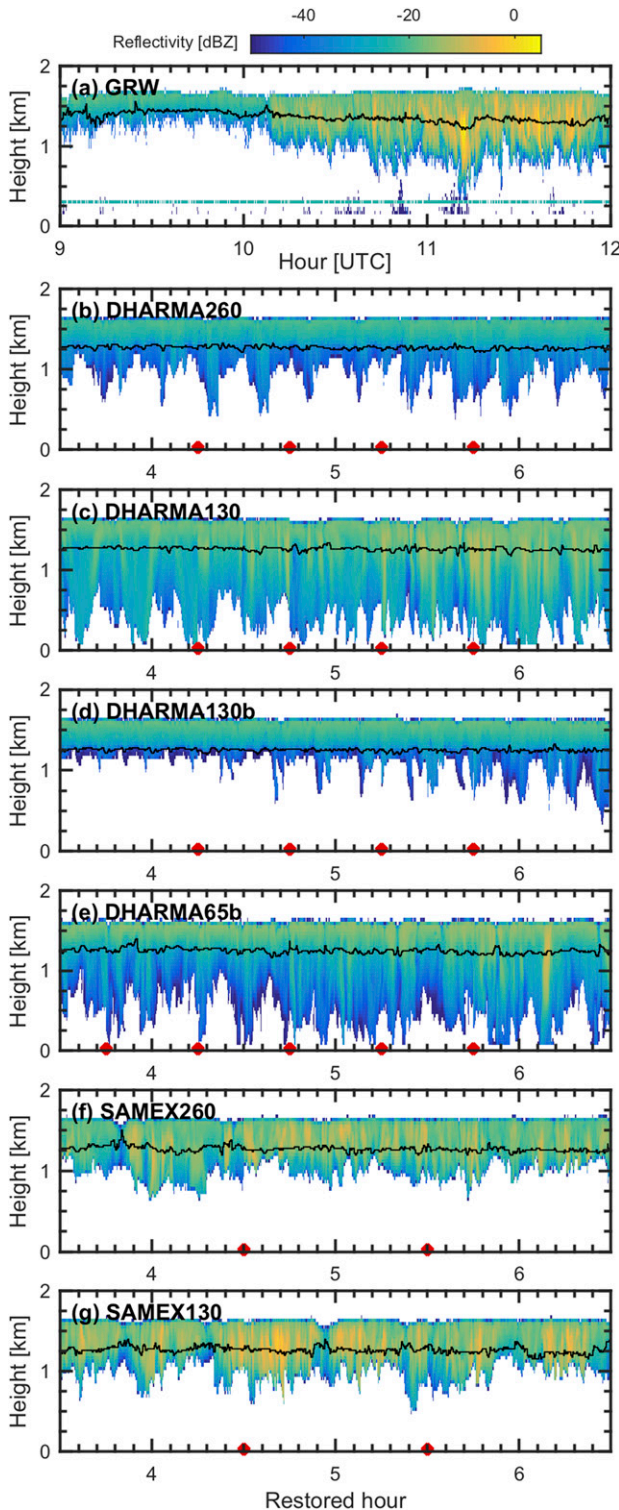 -40 -20 0
Reflectivity [dBZ]
2
(a) GRW
Height [km]
1
0
9 10 11 12
Hour [UTC]
2
(b) DHARMA260
Height [km]
1
0
4 5 6
2
(c) DHARMA130
Height [km]
1
0
4 5 6
2
(d) DHARMA130b
Height [km]
1
0
4 5 6
2
(e) DHARMA65b
Height [km]
1
0
4 5 6
2
(f) SAMEX260
Height [km]
1
0
4 5 6
2
(g) SAMEX130
Height [km]
1
0
4 5 6
Restored hour